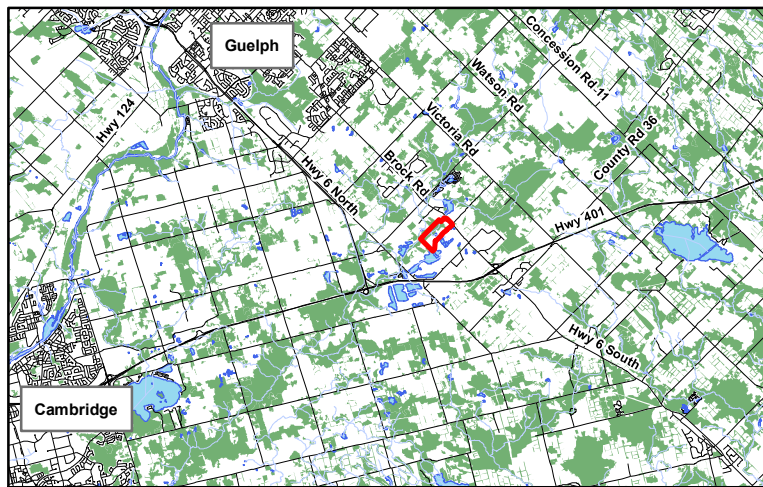 Guelph
Concession Rd 11
Watson Rd
Hwy 124
Victoria Rd
County Rd 36
Brock Rd
Hwy 6 North
Hwy 401
Hwy 6 South
Cambridge